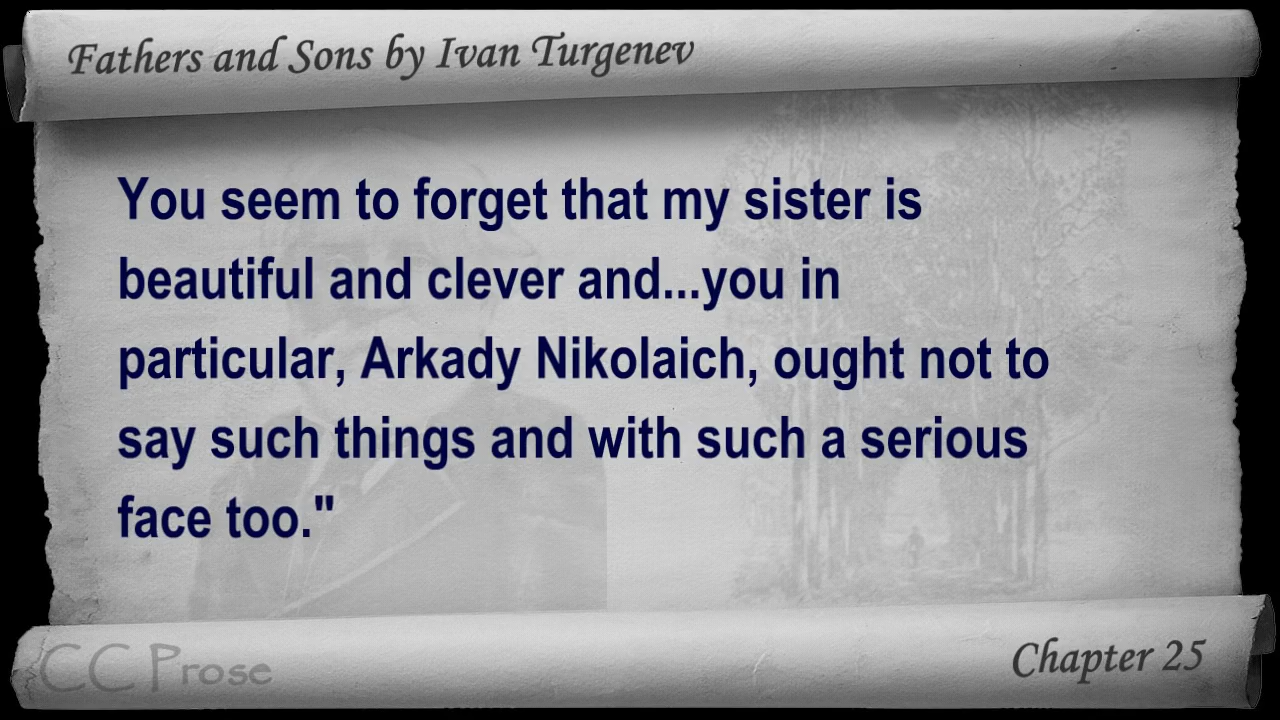 Fathers and Sons by Ivan Turgenev
You seem to forget that my sister is
beautiful and clever and...you in
particular, Arkady Nikolaich, ought not to
say such things and with such a serious
face too."
CC Prose
Chapter 25